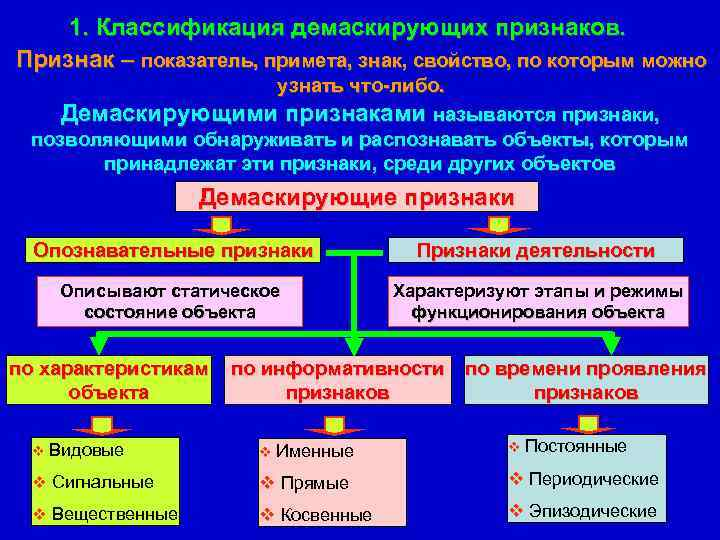 1. Классификация демаскирующих признаков.
Признак – показатель, примета, знак, свойство, по которым можно
узнать что-либо.
Демаскирующими признаками называются признаки,
позволяющими обнаруживать и распознавать объекты, которым
принадлежат эти признаки, среди других объектов
Демаскирующие признаки
Опознавательные признаки
Признаки деятельности
Описывают статическое
состояние объекта
Характеризуют этапы и режимы
функционирования объекта
по характеристикам
объекта
по информативности
признаков
по времени проявления
признаков
❖ Видовые
❖ Сигнальные
❖ Вещественные
❖ Именные
❖ Прямые
❖ Косвенные
❖ Постоянные
❖ Периодические
❖ Эпизодические